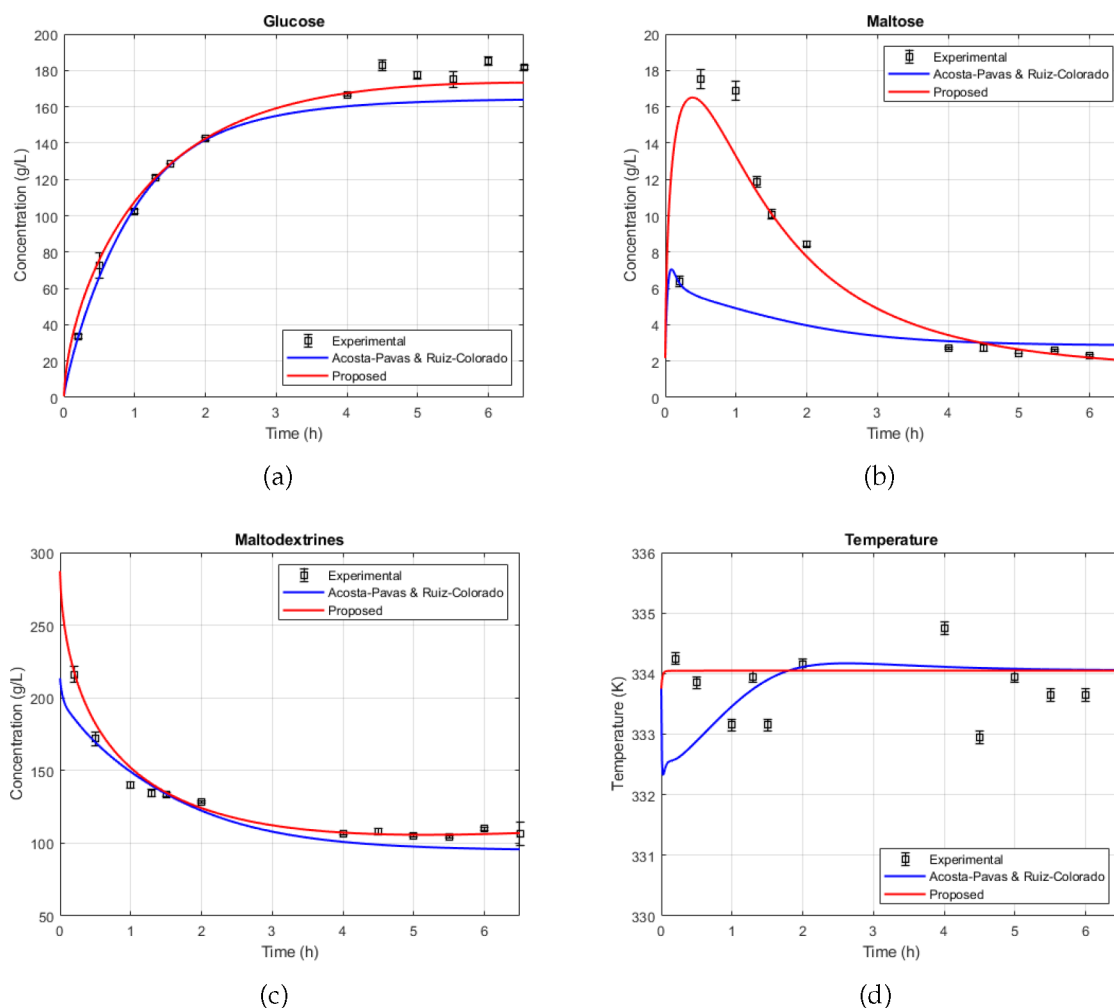 Glucose
200
180
160
140
120
100
80
60
40
20
0
Concentration (g/L)
Experimental
Acosta-Pavas & Ruiz-Colorado
Proposed
0 1 2 3 4 5 6
Time (h)
(a)
Maltose
20
18
16
14
12
10
8
6
4
2
0
Concentration (g/L)
Experimental
Acosta-Pavas & Ruiz-Colorado
Proposed
0 1 2 3 4 5 6
Time (h)
(b)
Maltodextrines
300
250
200
150
100
50
Concentration (g/L)
Experimental
Acosta-Pavas & Ruiz-Colorado
Proposed
0 1 2 3 4 5 6
Time (h)
(c)
Temperature
336
335
334
333
332
331
330
Temperature (K)
Experimental
Acosta-Pavas & Ruiz-Colorado
Proposed
0 1 2 3 4 5 6
Time (h)
(d)